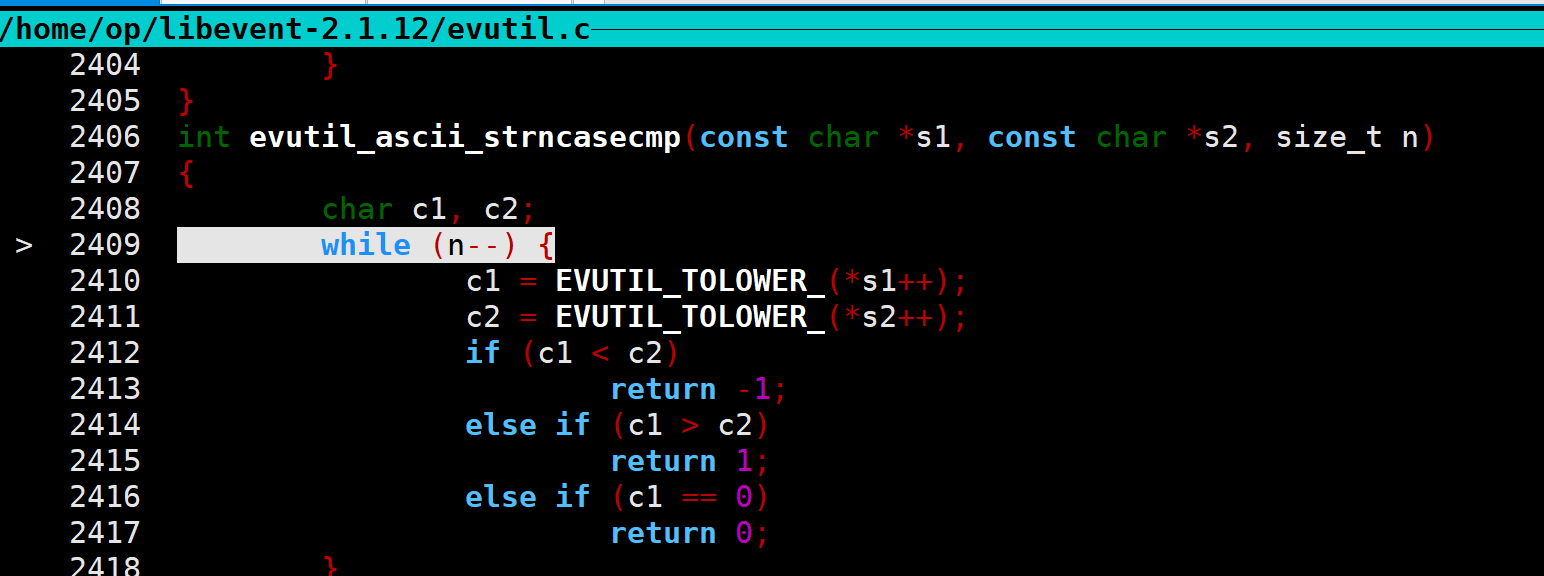 /home/op/libevent-2.1.12/evutil.c
2404 }
2405 }
2406 int evutil_ascii_strncasecmp(const char *s1, const char *s2, size_t n)
2407 {
2408 char c1, c2;
> 2409 while (n--) {
2410 c1 = EVUTIL_TOLOWER_(*s1++);
2411 c2 = EVUTIL_TOLOWER_(*s2++);
2412 if (c1 < c2)
2413 return -1;
2414 else if (c1 > c2)
2415 return 1;
2416 else if (c1 == 0)
2417 return 0;
2418 }